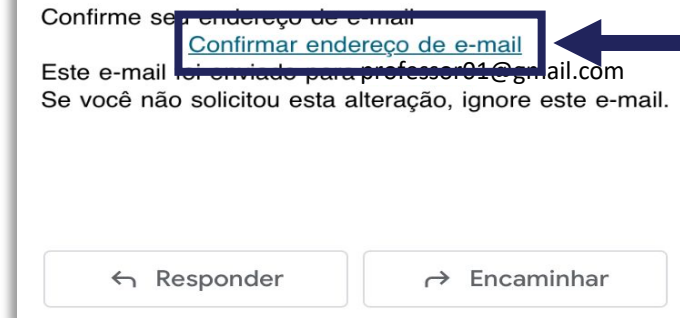 Confirme seu endereço de e-mail
Confirmar endereço de e-mail
Este e-mail foi enviado para professor01@gmail.com
Se você não solicitou esta alteração, ignore este e-mail.
Responder
Encaminhar